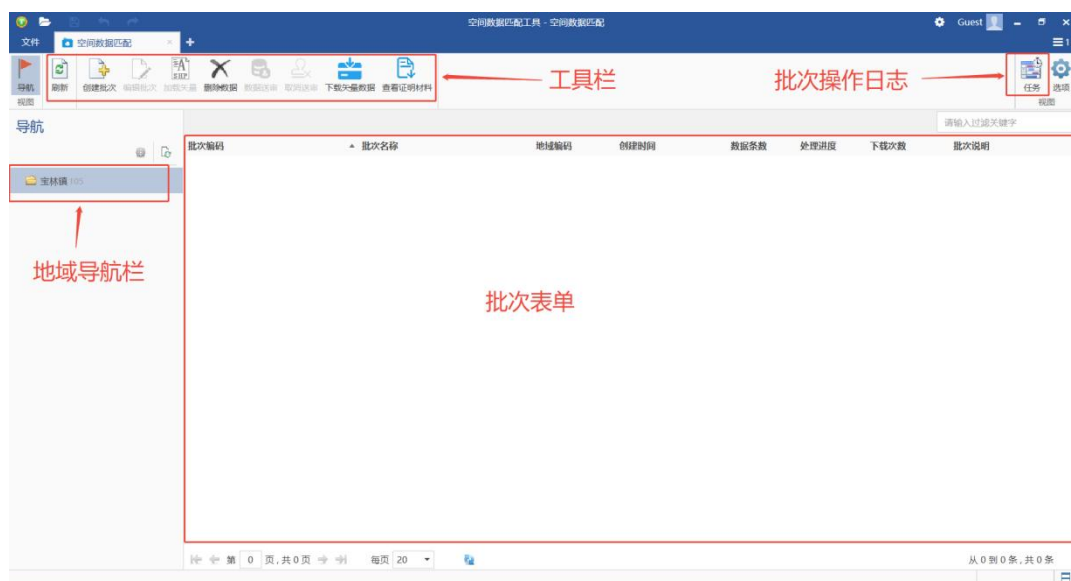 空间数据匹配工具 - 空间数据匹配
Guest
文件
空间数据匹配
1
导航
刷新
创建批次
编辑批次
加载矢量
删除数据
数据送审
取消送审
下载矢量数据
查看证明材料
工具栏
批次操作日志
任务
选项
视图
视图
导航
请输入过滤关键字
批次编码
批次名称
地域编码
创建时间
数据条数
处理进度
下载次数
批次说明
宝林镇
地域导航栏
批次表单
第 0 页,共 0 页
每页 20
从 0 到 0 条,共 0 条